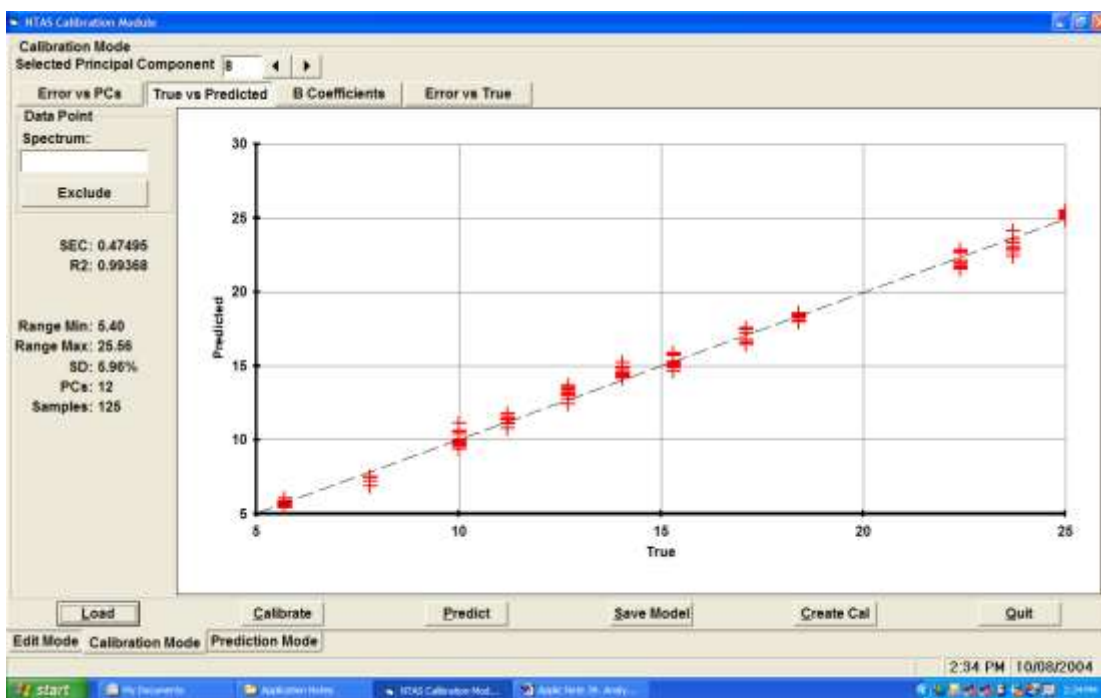 NTAS Calibration Module
Calibration Mode
Selected Principal Component 8
Error vs PCs True vs Predicted B Coefficients Error vs True
Data Point
Spectrum:
Exclude
SEC: 0.47495
R2: 0.99368
Range Min: 5.40
Range Max: 25.56
SD: 5.96%
PCs: 12
Samples: 125
30
25
20
15
10
5
Predicted
5 10 15 20 25
True
Load Calibrate Predict Save Model Create Cal Quit
Edit Mode Calibration Mode Prediction Mode
2:34 PM 10/08/2004
start My Documents Application Notes NTAS Calibration Mod...